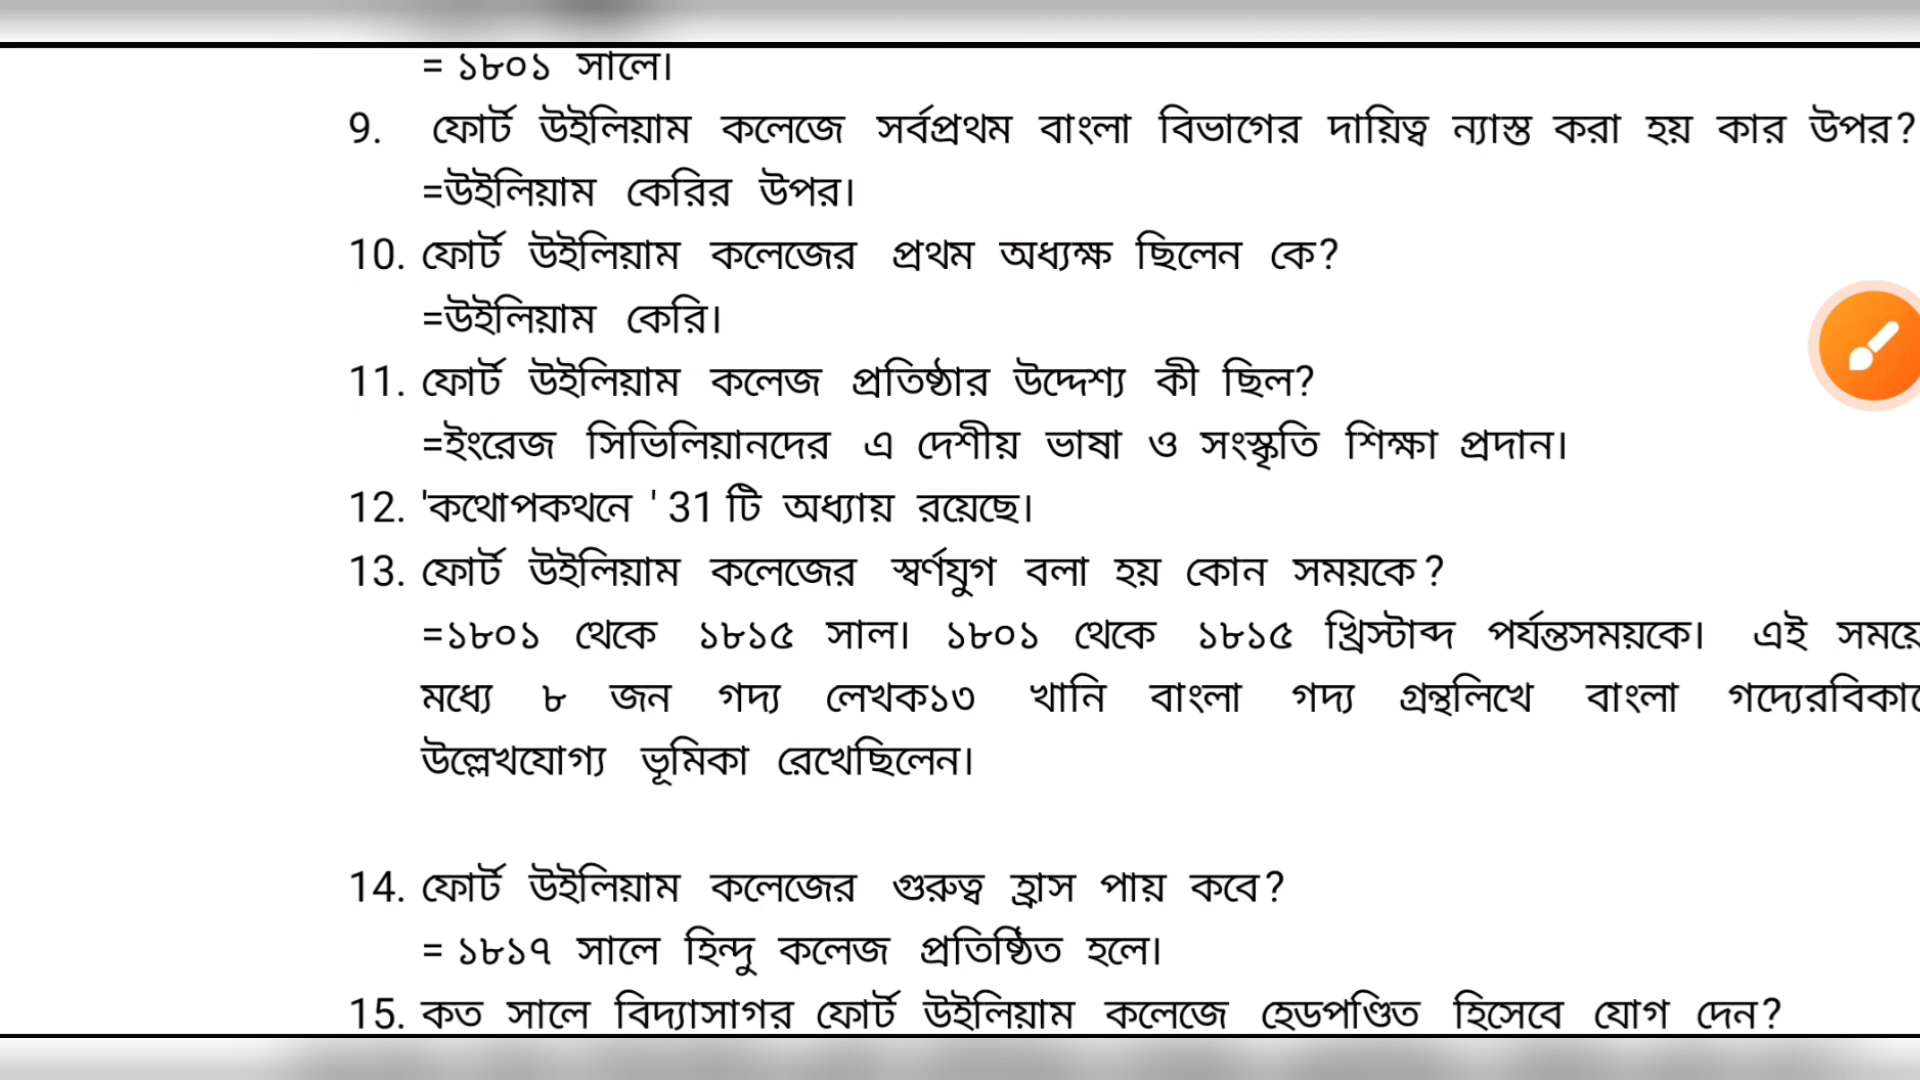 = ১৮০১ সালে।
9. ফোর্ট উইলিয়াম কলেজে সর্বপ্রথম বাংলা বিভাগের দায়িত্ব ন্যাস্ত করা হয় কার উপর?
=উইলিয়াম কেরির উপর।
10. ফোর্ট উইলিয়াম কলেজের প্রথম অধ্যক্ষ ছিলেন কে?
=উইলিয়াম কেরি।
11. ফোর্ট উইলিয়াম কলেজ প্রতিষ্ঠার উদ্দেশ্য কী ছিল?
=ইংরেজ সিভিলিয়ানদের এ দেশীয় ভাষা ও সংস্কৃতি শিক্ষা প্রদান।
12. 'কথোপকথনে ' 31 টি অধ্যায় রয়েছে।
13. ফোর্ট উইলিয়াম কলেজের স্বর্ণযুগ বলা হয় কোন সময়কে ?
=১৮০১ থেকে ১৮১৫ সাল। ১৮০১ থেকে ১৮১৫ খ্রিস্টাব্দ পর্যন্তসময়কে। এই
মধ্যে ৮ জন গদ্য লেখক১৩ খানি বাংলা গদ্য গ্রন্থলিখে বাংলা
উল্লেখযোগ্য ভূমিকা রেখেছিলেন।
14. ফোর্ট উইলিয়াম কলেজের গুরুত্ব হ্রাস পায় কবে?
= ১৮১৭ সালে হিন্দু কলেজ প্রতিষ্ঠিত হলে।
15. কত সালে বিদ্যাসাগর ফোর্ট উইলিয়াম কলেজে হেডপণ্ডিত হিসেবে যোগ দেন?